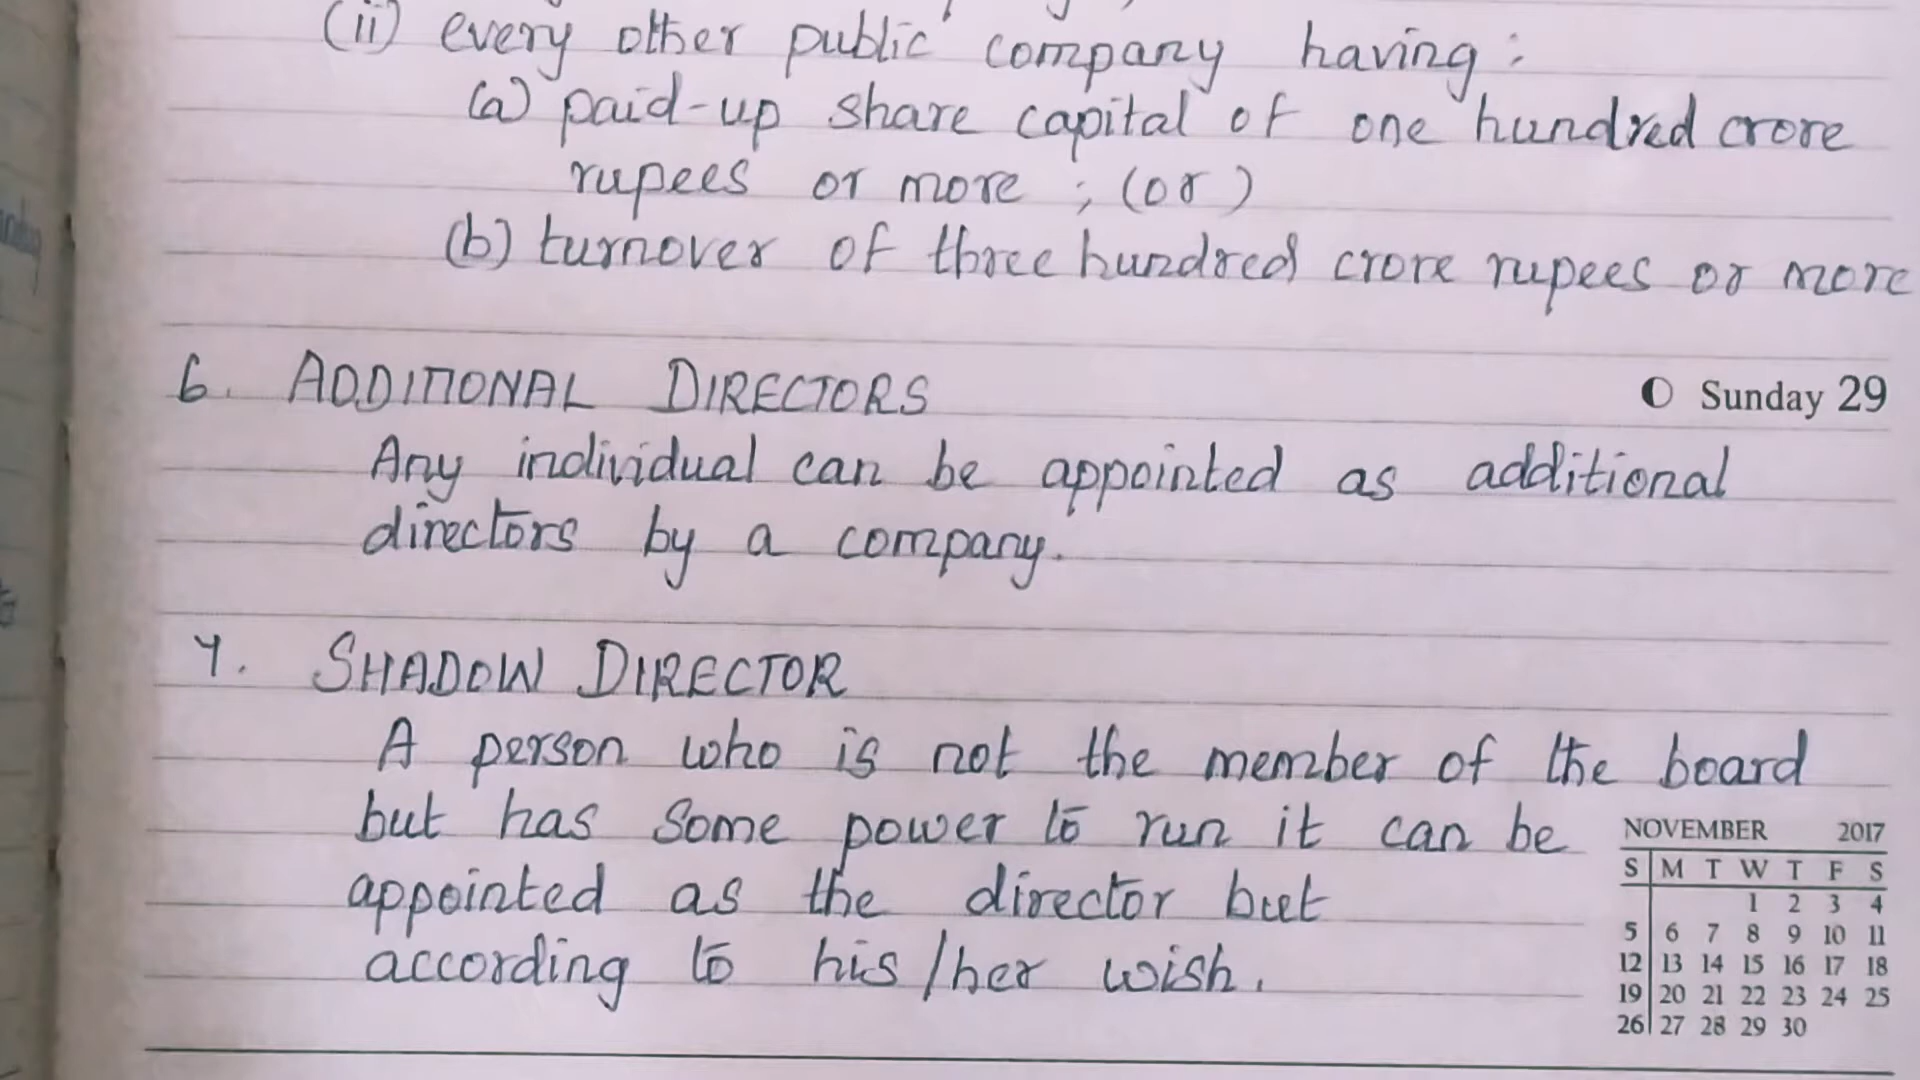 (ii) every other public company having :
(a) paid-up share capital of one hundred crore
rupees or more ; (or)
(b) turnover of three hundred crore rupees or more
6. ADDITIONAL DIRECTORS
Sunday 29
Any individual can be appointed as additional
directors by a company.
7. SHADOW DIRECTOR
A person who is not the member of the board
but has some power to run it can be
appointed as the director but
according to his/her wish.
NOVEMBER 2017
S M T W T F S
1 2 3 4
5 6 7 8 9 10 11
12 13 14 15 16 17 18
19 20 21 22 23 24 25
26 27 28 29 30